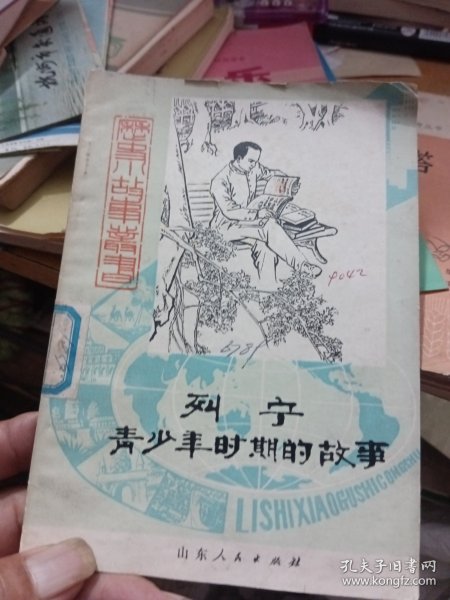 历史小故事丛书
4042
列宁
青少年时期的故事
LISHIXIAOGUSHICONGSHU
山东人民出版社
孔夫子旧书网
www.kongfz.com